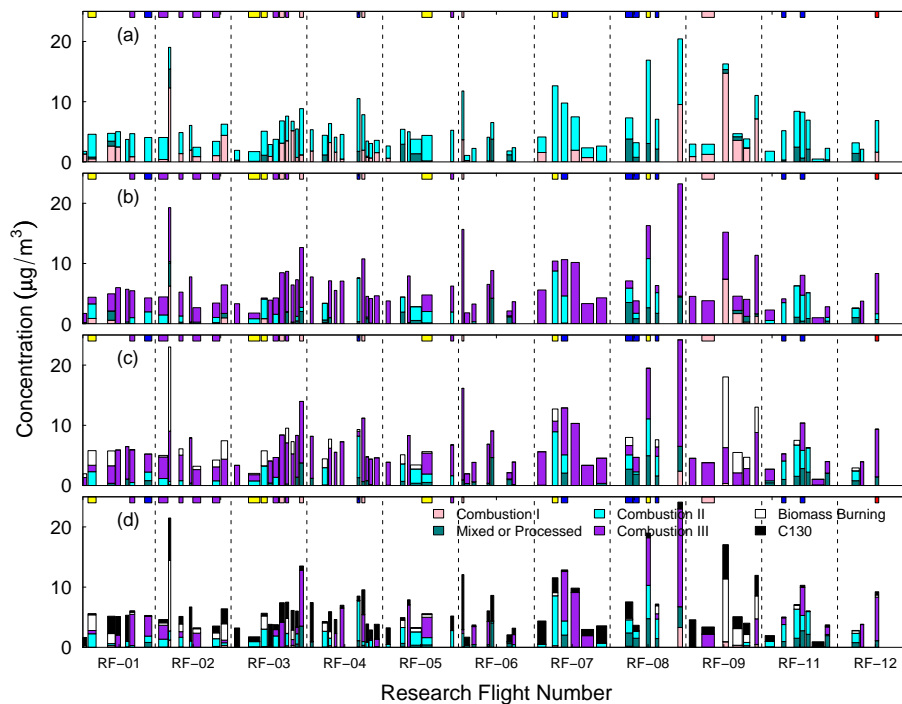 (a)
20
10
0
(b)
20
10
0
(c)
20
10
0
(d)
20
10
0
Concentration (μg/m³)
Combustion I
Combustion II
Biomass Burning
Mixed or Processed
Combustion III
C130
RF−01 RF−02 RF−03 RF−04 RF−05 RF−06 RF−07 RF−08 RF−09 RF−11 RF−12
Research Flight Number